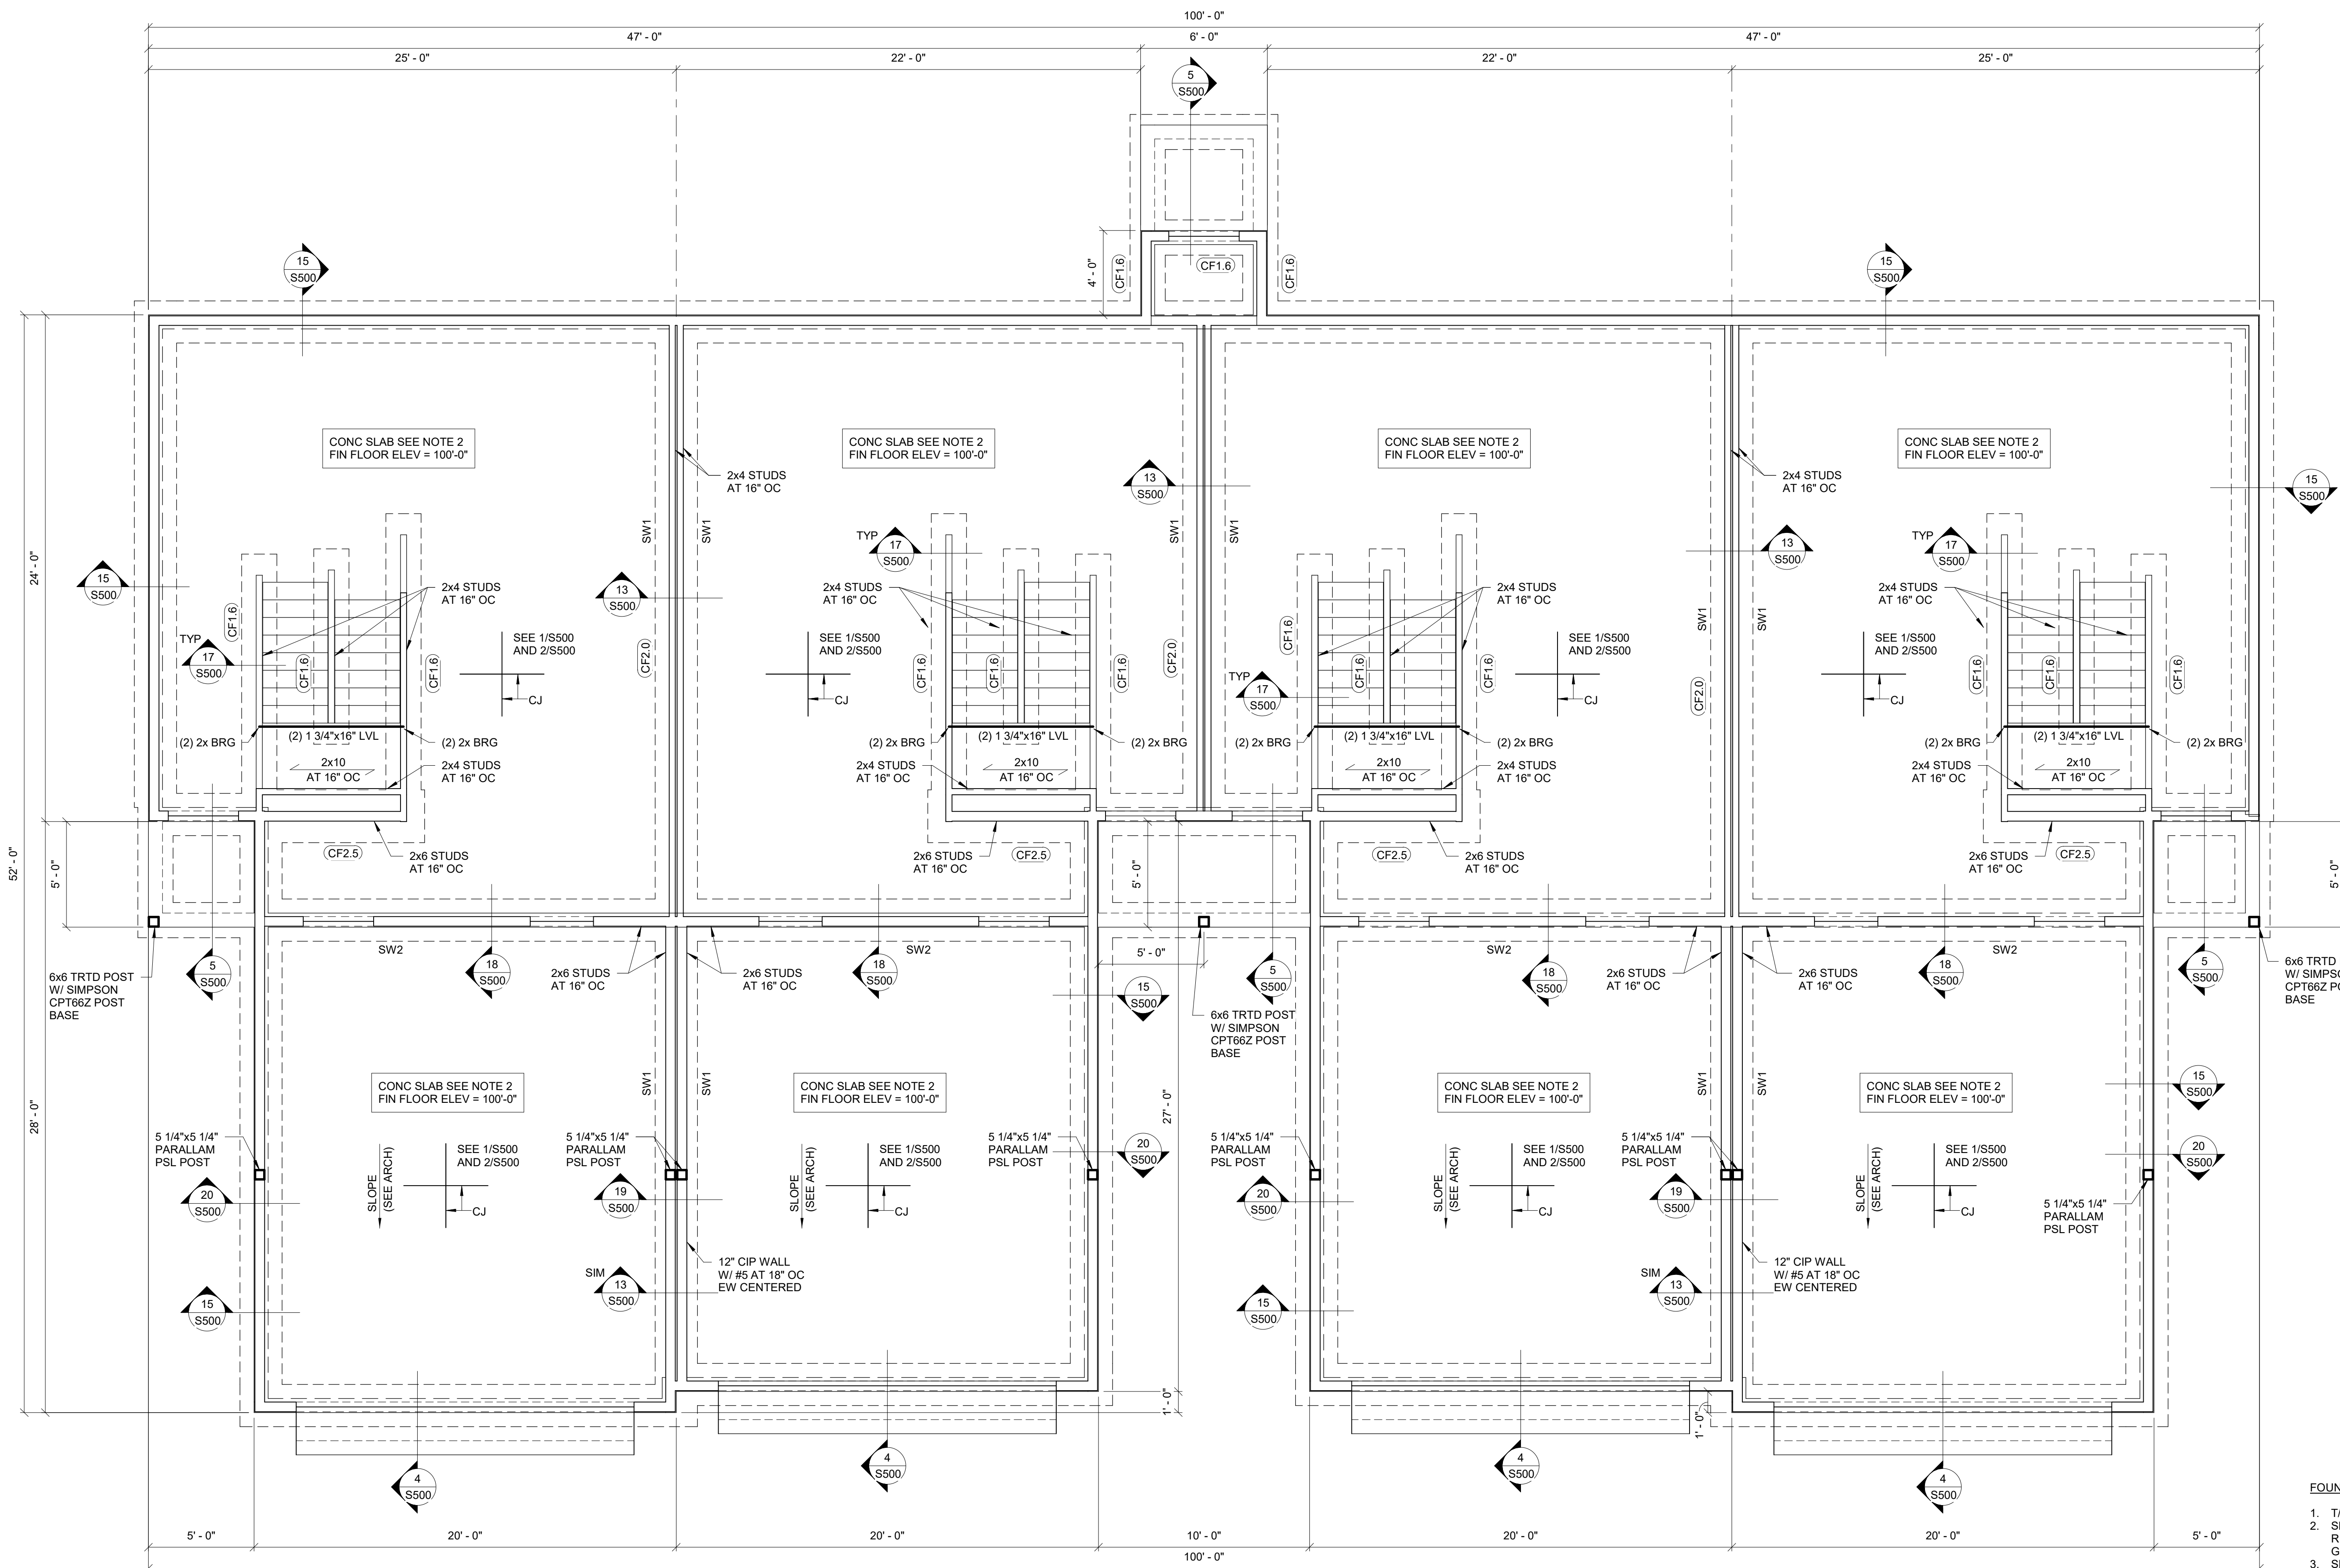 100' - 0"
47' - 0"
6' - 0"
47' - 0"
25' - 0"
22' - 0"
22' - 0"
25' - 0"
5
S500
15
S500
4' - 0"
CF1.6
CF1.6
CF1.6
15
S500
CONC SLAB SEE NOTE 2
FIN FLOOR ELEV = 100'-0"
CONC SLAB SEE NOTE 2
FIN FLOOR ELEV = 100'-0"
CONC SLAB SEE NOTE 2
FIN FLOOR ELEV = 100'-0"
CONC SLAB SEE NOTE 2
FIN FLOOR ELEV = 100'-0"
2x4 STUDS
AT 16" OC
13
S500
2x4 STUDS
AT 16" OC
15
S500
SW1
SW1
SW1
SW1
SW1
SW1
24' - 0"
15
S500
TYP
17
S500
CF1.6
CF1.6
CF1.6
2x4 STUDS
AT 16" OC
13
S500
CF2.0
SEE 1/S500
AND 2/S500
CJ
(2) 2x BRG
(2) 1 3/4"x16" LVL
(2) 2x BRG
2x10
AT 16" OC
2x4 STUDS
AT 16" OC
CF2.5
2x6 STUDS
AT 16" OC
TYP
17
S500
2x4 STUDS
AT 16" OC
SEE 1/S500
AND 2/S500
CJ
CF1.6
CF1.6
CF1.6
CF2.0
(2) 2x BRG
(2) 1 3/4"x16" LVL
(2) 2x BRG
2x4 STUDS
AT 16" OC
2x10
AT 16" OC
2x6 STUDS
AT 16" OC
CF2.5
CF1.6
CF1.6
CF1.6
2x4 STUDS
AT 16" OC
TYP
17
S500
SEE 1/S500
AND 2/S500
CJ
CF2.0
13
S500
(2) 2x BRG
(2) 1 3/4"x16" LVL
(2) 2x BRG
2x10
AT 16" OC
2x4 STUDS
AT 16" OC
CF2.5
2x6 STUDS
AT 16" OC
TYP
17
S500
2x4 STUDS
AT 16" OC
SEE 1/S500
AND 2/S500
CJ
CF1.6
CF1.6
CF1.6
(2) 2x BRG
(2) 1 3/4"x16" LVL
(2) 2x BRG
2x4 STUDS
AT 16" OC
2x10
AT 16" OC
2x6 STUDS
AT 16" OC
CF2.5
52' - 0"
5' - 0"
5' - 0"
5' - 0"
5' - 0"
6x6 TRTD POST
W/ SIMPSON
CPT66Z POST
BASE
5
S500
SW2
18
S500
2x6 STUDS
AT 16" OC
2x6 STUDS
AT 16" OC
18
S500
SW2
15
S500
6x6 TRTD POST
W/ SIMPSON
CPT66Z POST
BASE
5
S500
SW2
18
S500
2x6 STUDS
AT 16" OC
2x6 STUDS
AT 16" OC
18
S500
SW2
5
S500
6x6 TRTD
W/ SIMPSO
CPT66Z PO
BASE
28' - 0"
27' - 0"
CONC SLAB SEE NOTE 2
FIN FLOOR ELEV = 100'-0"
CONC SLAB SEE NOTE 2
FIN FLOOR ELEV = 100'-0"
CONC SLAB SEE NOTE 2
FIN FLOOR ELEV = 100'-0"
CONC SLAB SEE NOTE 2
FIN FLOOR ELEV = 100'-0"
SW1
SW1
SW1
SW1
15
S500
5 1/4"x5 1/4"
PARALLAM
PSL POST
20
S500
SLOPE
(SEE ARCH)
SEE 1/S500
AND 2/S500
CJ
5 1/4"x5 1/4"
PARALLAM
PSL POST
19
S500
SLOPE
(SEE ARCH)
SEE 1/S500
AND 2/S500
CJ
5 1/4"x5 1/4"
PARALLAM
PSL POST
20
S500
5 1/4"x5 1/4"
PARALLAM
PSL POST
20
S500
SLOPE
(SEE ARCH)
SEE 1/S500
AND 2/S500
CJ
5 1/4"x5 1/4"
PARALLAM
PSL POST
19
S500
SLOPE
(SEE ARCH)
SEE 1/S500
AND 2/S500
CJ
5 1/4"x5 1/4"
PARALLAM
PSL POST
20
S500
15
S500
SIM
13
S500
12" CIP WALL
W/ #5 AT 18" OC
EW CENTERED
15
S500
SIM
13
S500
12" CIP WALL
W/ #5 AT 18" OC
EW CENTERED
1' - 0"
1' - 0"
4
S500
4
S500
4
S500
4
S500
5' - 0"
20' - 0"
20' - 0"
10' - 0"
20' - 0"
20' - 0"
5' - 0"
100' - 0"
FOUN
1. T/
2. SI
R
G
3. SI